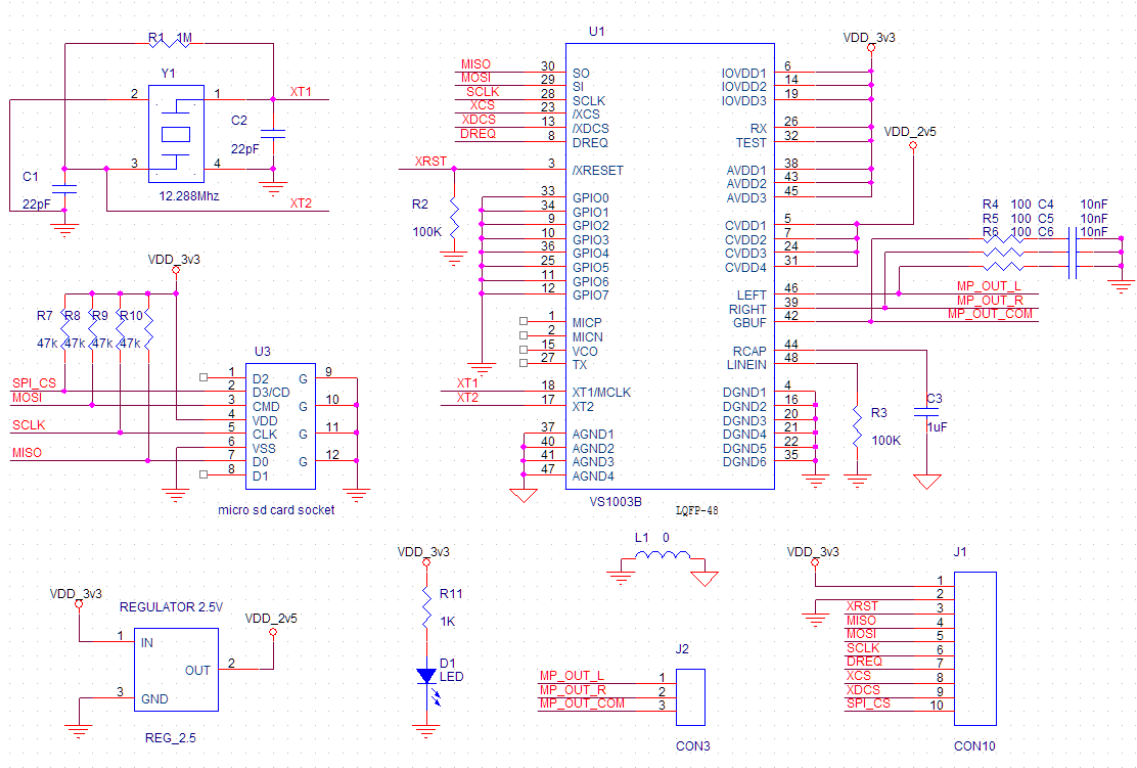 R1 1M
Y1
2 1 XT1
C2
22pF
3 4
C1
22pF
12.288Mhz
XT2
U1
MISO 30 SO
MOSI 29 SI
SCLK 28 SCLK
XCS 23 /XCS
XDCS 13 /XDCS
DREQ 8 DREQ
XRST 3 /XRESET
R2
100K
33 GPIO0
34 GPIO1
9 GPIO2
10 GPIO3
36 GPIO4
25 GPIO5
11 GPIO6
12 GPIO7
1 MICP
2 MICN
15 VCO
27 TX
XT1 18 XT1/MCLK
XT2 17 XT2
37 AGND1
40 AGND2
41 AGND3
47 AGND4
VDD_3v3
IOVDD1 6
IOVDD2 14
IOVDD3 19
RX 26
TEST 32
VDD_2v5
AVDD1 38
AVDD2 43
AVDD3 45
CVDD1 5
CVDD2 7
CVDD3 24
CVDD4 31
LEFT 46
RIGHT 39
GBUF 42
RCAP 44
LINEIN 48
DGND1 4
DGND2 16
DGND3 20
DGND4 21
DGND5 22
DGND6 35
VS1003B LQFP-48
R4 100 C4 10nF
R5 100 C5 10nF
R6 100 C6 10nF
MP_OUT_L
MP_OUT_R
MP_OUT_COM
R3
100K
C3
1uF
VDD_3v3
R7 R8 R9 R10
47k 47k 47k 47k
U3
SPI_CS
MOSI
SCLK
MISO
1 D2 G 9
2 D3/CD
3 CMD G 10
4 VDD
5 CLK G 11
6 VSS
7 D0 G 12
8 D1
micro sd card socket
VDD_3v3
REGULATOR 2.5V
VDD_2v5
1 IN
OUT 2
3 GND
REG_2.5
VDD_3v3
R11
1K
D1
LED
L1 0
J2
MP_OUT_L 1
MP_OUT_R 2
MP_OUT_COM 3
CON3
VDD_3v3
J1
1
2
XRST 3
MISO 4
MOSI 5
SCLK 6
DREQ 7
XCS 8
XDCS 9
SPI_CS 10
CON10